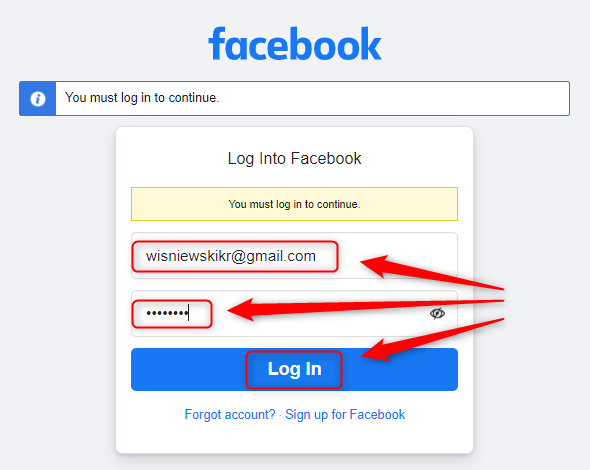 facebook
You must log in to continue.
Log Into Facebook
You must log in to continue.
wisniewskikr@gmail.com
••••••••
Log In
Forgot account? · Sign up for Facebook